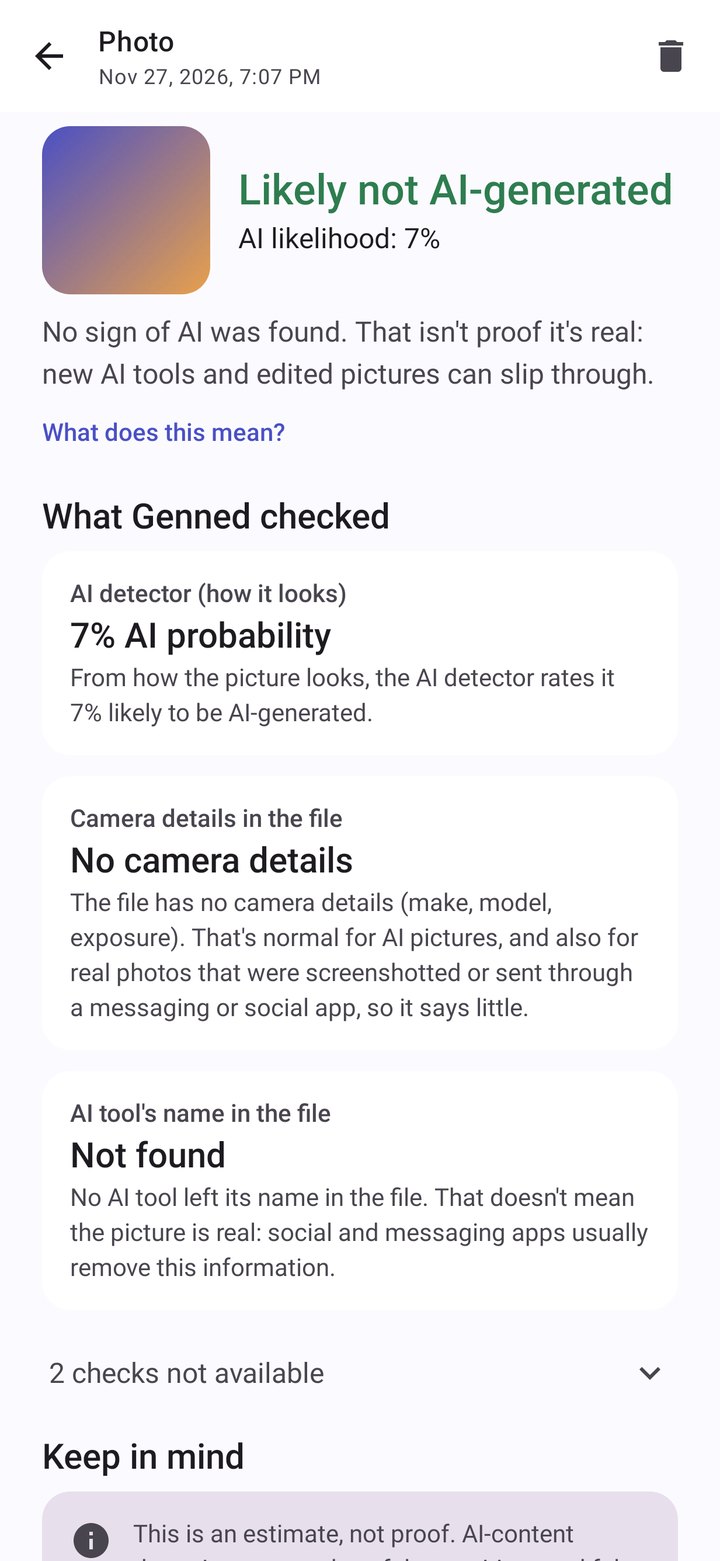 Photo
Nov 27, 2026, 7:07 PM
Likely not AI-generated
AI likelihood: 7%
No sign of AI was found. That isn't proof it's real:
new AI tools and edited pictures can slip through.
What does this mean?
What Genned checked
AI detector (how it looks)
7% AI probability
From how the picture looks, the AI detector rates it
7% likely to be AI-generated.
Camera details in the file
No camera details
The file has no camera details (make, model,
exposure). That's normal for AI pictures, and also for
real photos that were screenshotted or sent through
a messaging or social app, so it says little.
AI tool's name in the file
Not found
No AI tool left its name in the file. That doesn't mean
the picture is real: social and messaging apps usually
remove this information.
2 checks not available
Keep in mind
This is an estimate, not proof. AI-content